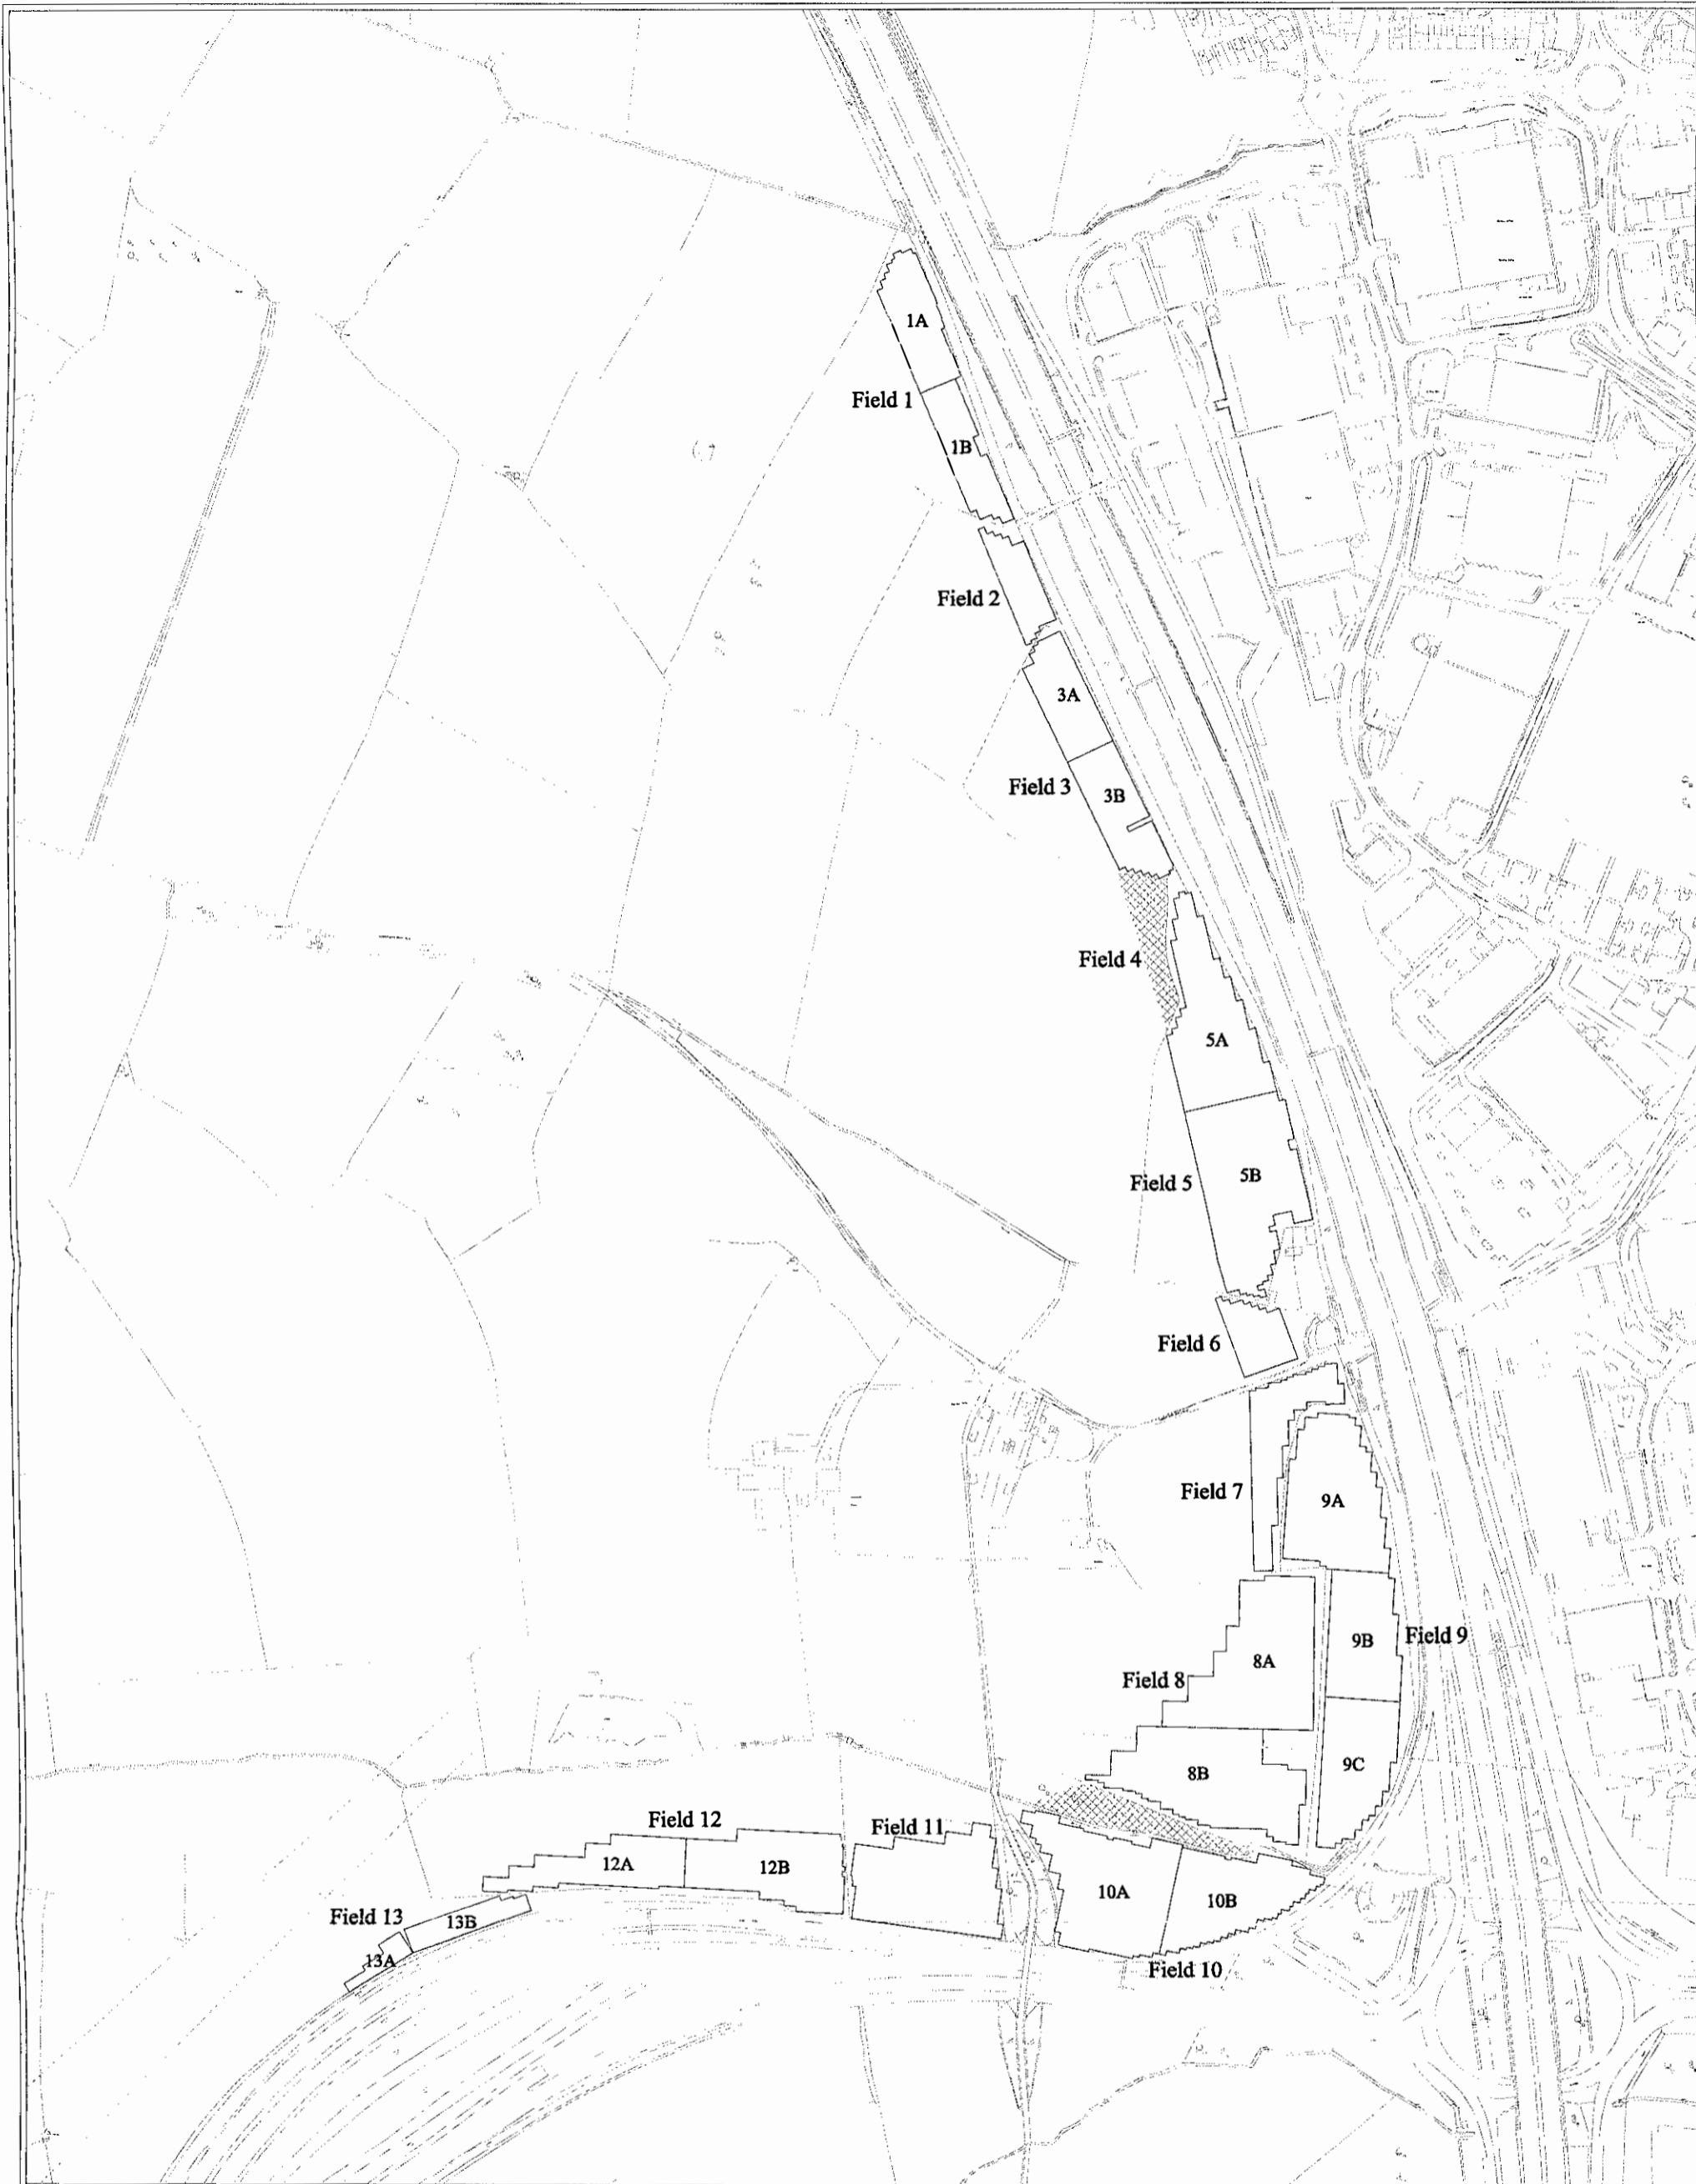 1A
Field 1
1B
Field 2
3A
Field 3
3B
Field 4
5A
Field 5
5B
Field 6
Field 7
9A
9B
Field 9
8A
Field 8
9C
8B
Field 12
Field 11
12A
12B
10A
10B
Field 13
13B
13A
Field 10